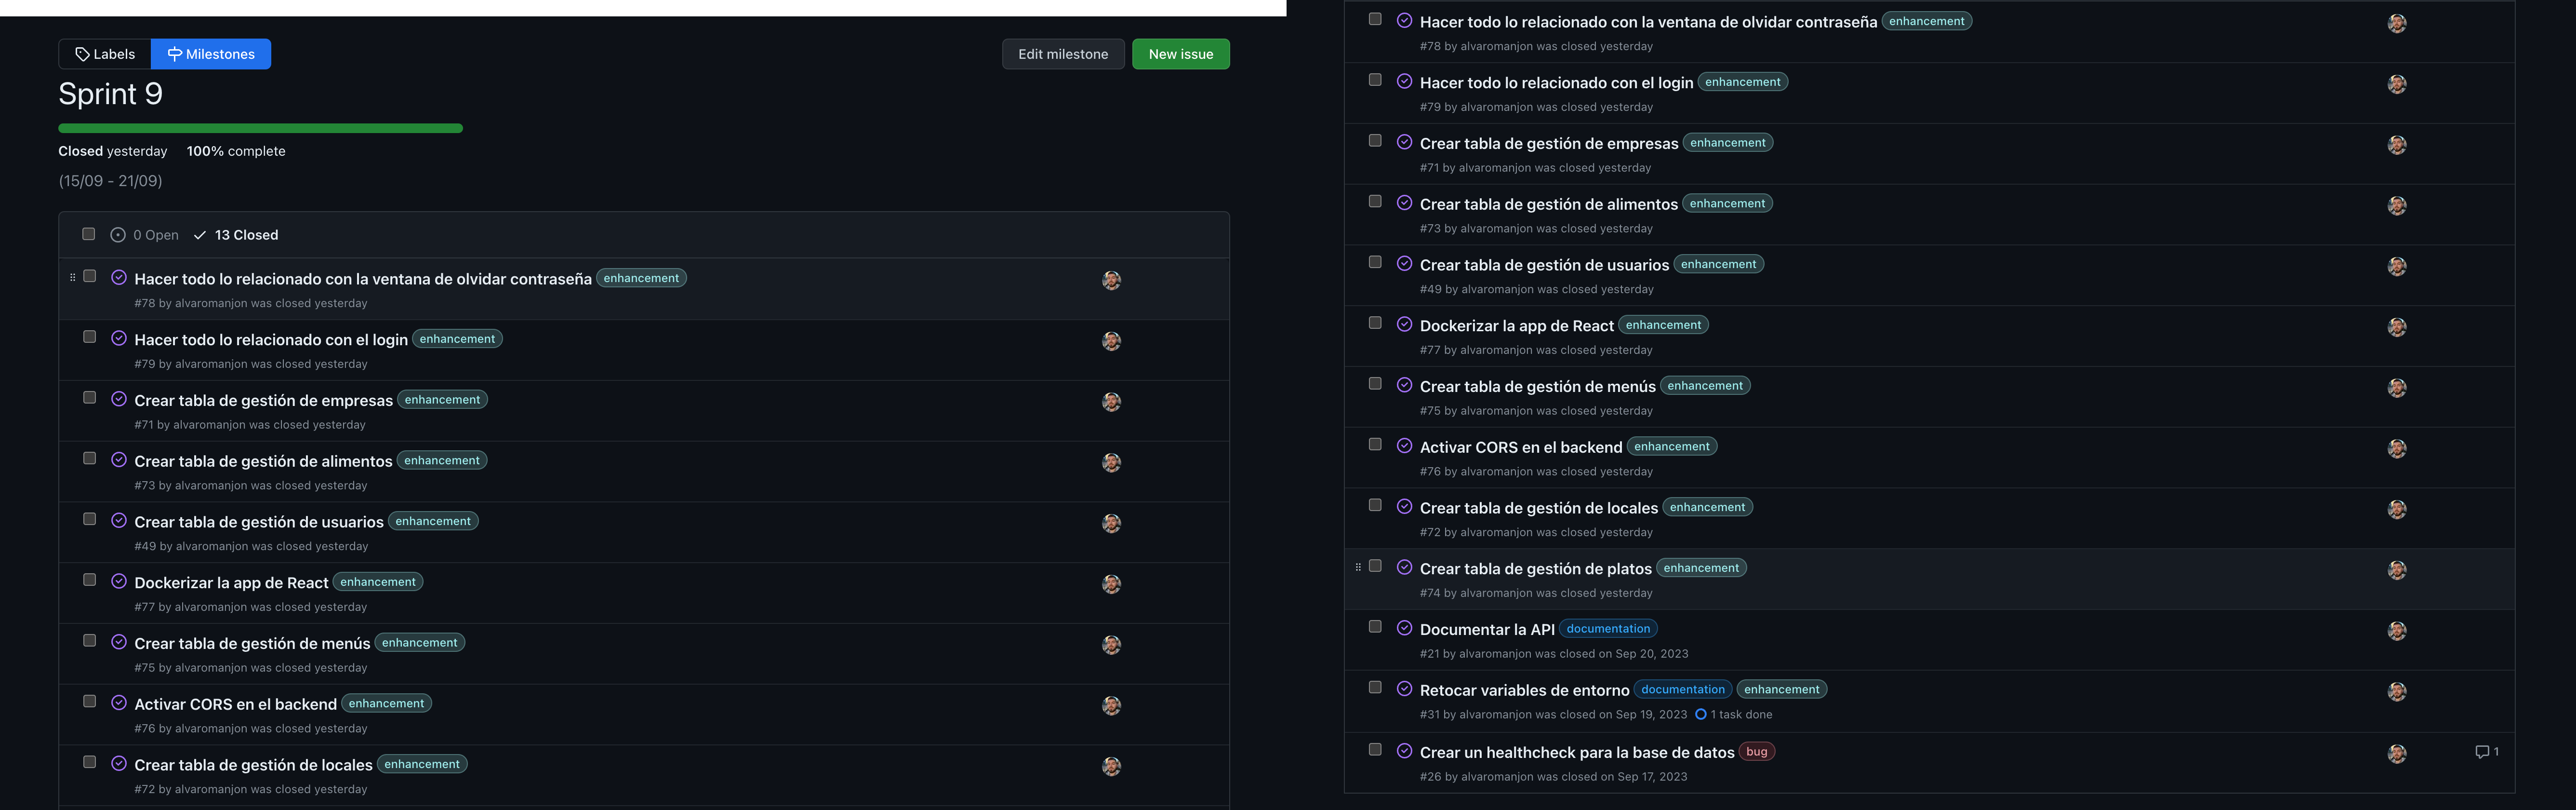 Labels
Milestones
Edit milestone
New issue
Sprint 9
Closed yesterday 100% complete
(15/09 - 21/09)
0 Open 13 Closed
Hacer todo lo relacionado con la ventana de olvidar contraseña enhancement
#78 by alvaromanjon was closed yesterday
Hacer todo lo relacionado con el login enhancement
#79 by alvaromanjon was closed yesterday
Crear tabla de gestión de empresas enhancement
#71 by alvaromanjon was closed yesterday
Crear tabla de gestión de alimentos enhancement
#73 by alvaromanjon was closed yesterday
Crear tabla de gestión de usuarios enhancement
#49 by alvaromanjon was closed yesterday
Dockerizar la app de React enhancement
#77 by alvaromanjon was closed yesterday
Crear tabla de gestión de menús enhancement
#75 by alvaromanjon was closed yesterday
Activar CORS en el backend enhancement
#76 by alvaromanjon was closed yesterday
Crear tabla de gestión de locales enhancement
#72 by alvaromanjon was closed yesterday
Hacer todo lo relacionado con la ventana de olvidar contraseña enhancement
#78 by alvaromanjon was closed yesterday
Hacer todo lo relacionado con el login enhancement
#79 by alvaromanjon was closed yesterday
Crear tabla de gestión de empresas enhancement
#71 by alvaromanjon was closed yesterday
Crear tabla de gestión de alimentos enhancement
#73 by alvaromanjon was closed yesterday
Crear tabla de gestión de usuarios enhancement
#49 by alvaromanjon was closed yesterday
Dockerizar la app de React enhancement
#77 by alvaromanjon was closed yesterday
Crear tabla de gestión de menús enhancement
#75 by alvaromanjon was closed yesterday
Activar CORS en el backend enhancement
#76 by alvaromanjon was closed yesterday
Crear tabla de gestión de locales enhancement
#72 by alvaromanjon was closed yesterday
Crear tabla de gestión de platos enhancement
#74 by alvaromanjon was closed yesterday
Documentar la API documentation
#21 by alvaromanjon was closed on Sep 20, 2023
Retocar variables de entorno documentation enhancement
#31 by alvaromanjon was closed on Sep 19, 2023 1 task done
Crear un healthcheck para la base de datos bug 1
#26 by alvaromanjon was closed on Sep 17, 2023